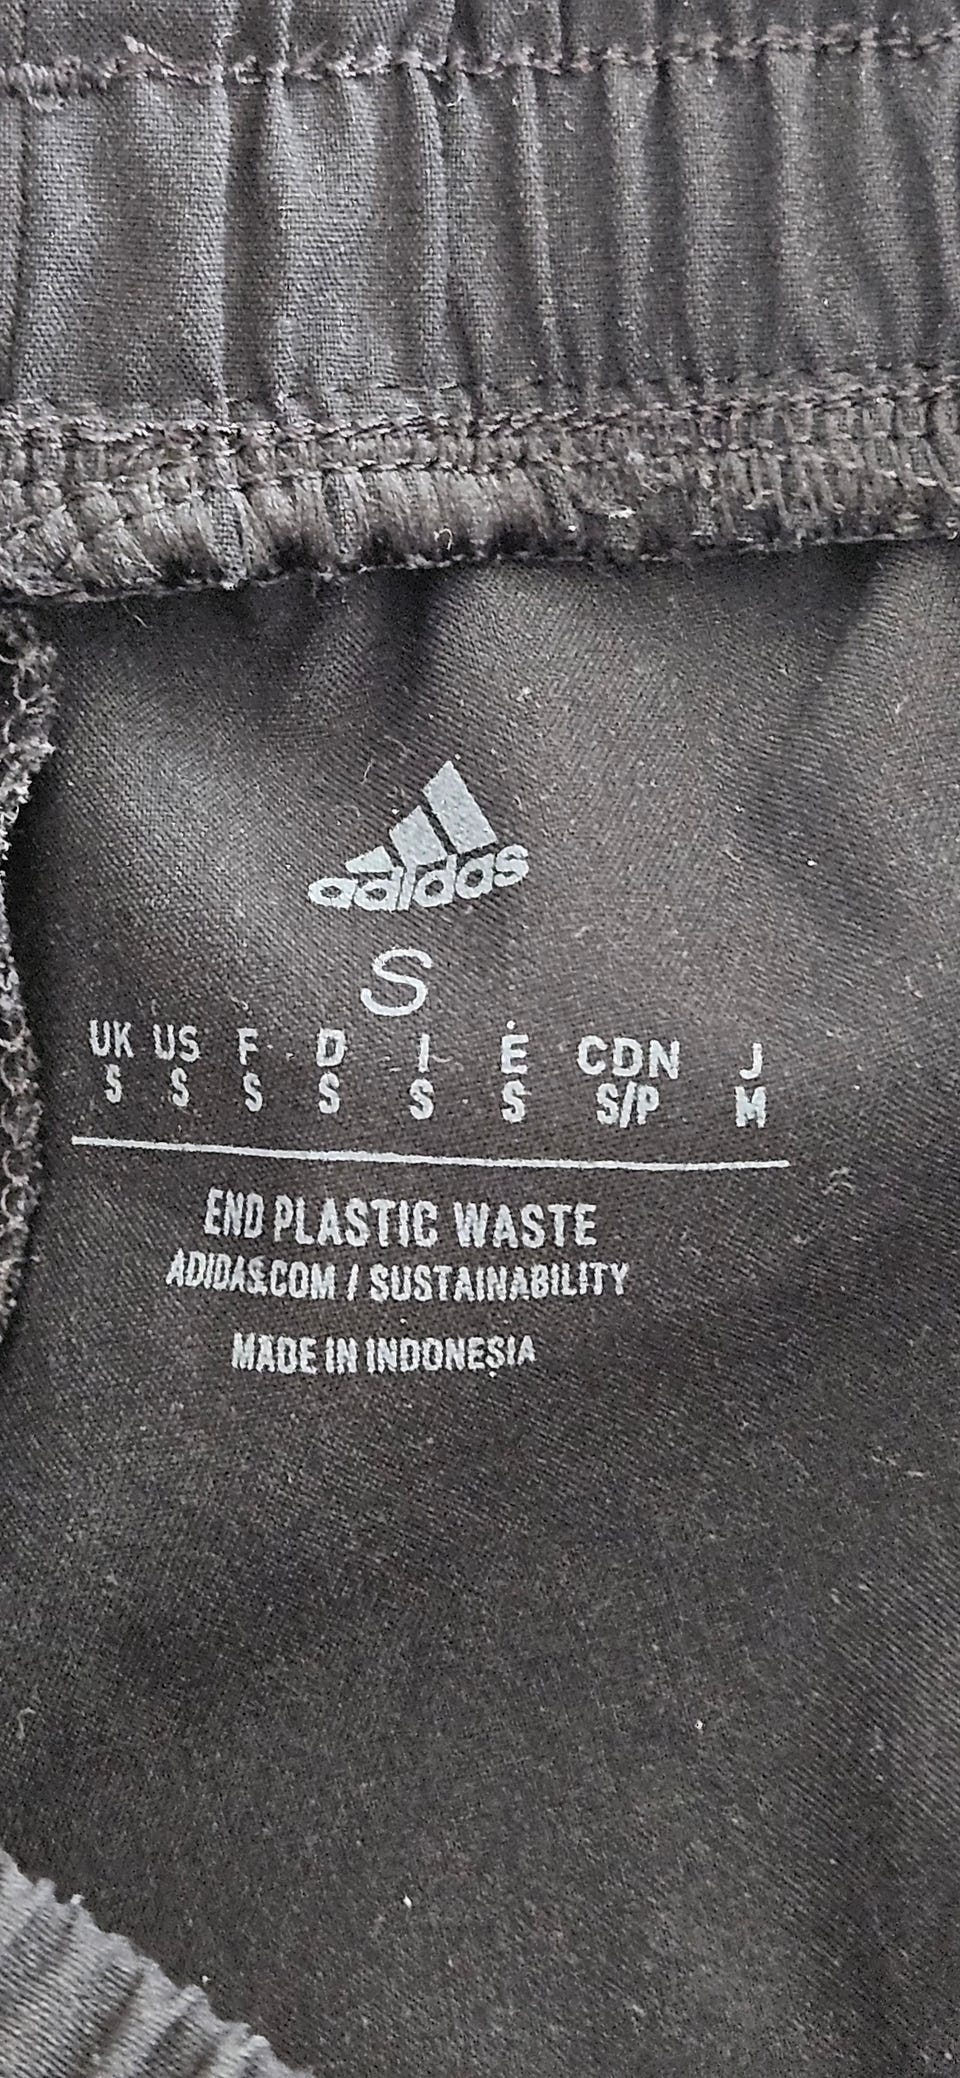 adidas
S
UK US F D I E CDN J
S S S S S S S/P M
END PLASTIC WASTE
ADIDAS.COM / SUSTAINABILITY
MADE IN INDONESIA